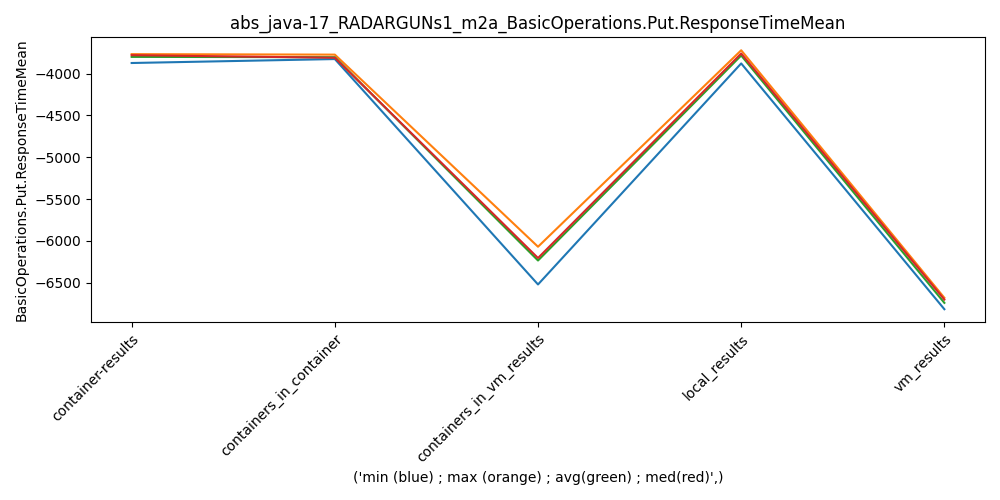 abs_java-17_RADARGUNs1_m2a_BasicOperations.Put.ResponseTimeMean
BasicOperations.Put.ResponseTimeMean
−4000
−4500
−5000
−5500
−6000
−6500
container-results
containers_in_container
containers_in_vm_results
local_results
vm_results
('min (blue) ; max (orange) ; avg(green) ; med(red)',)